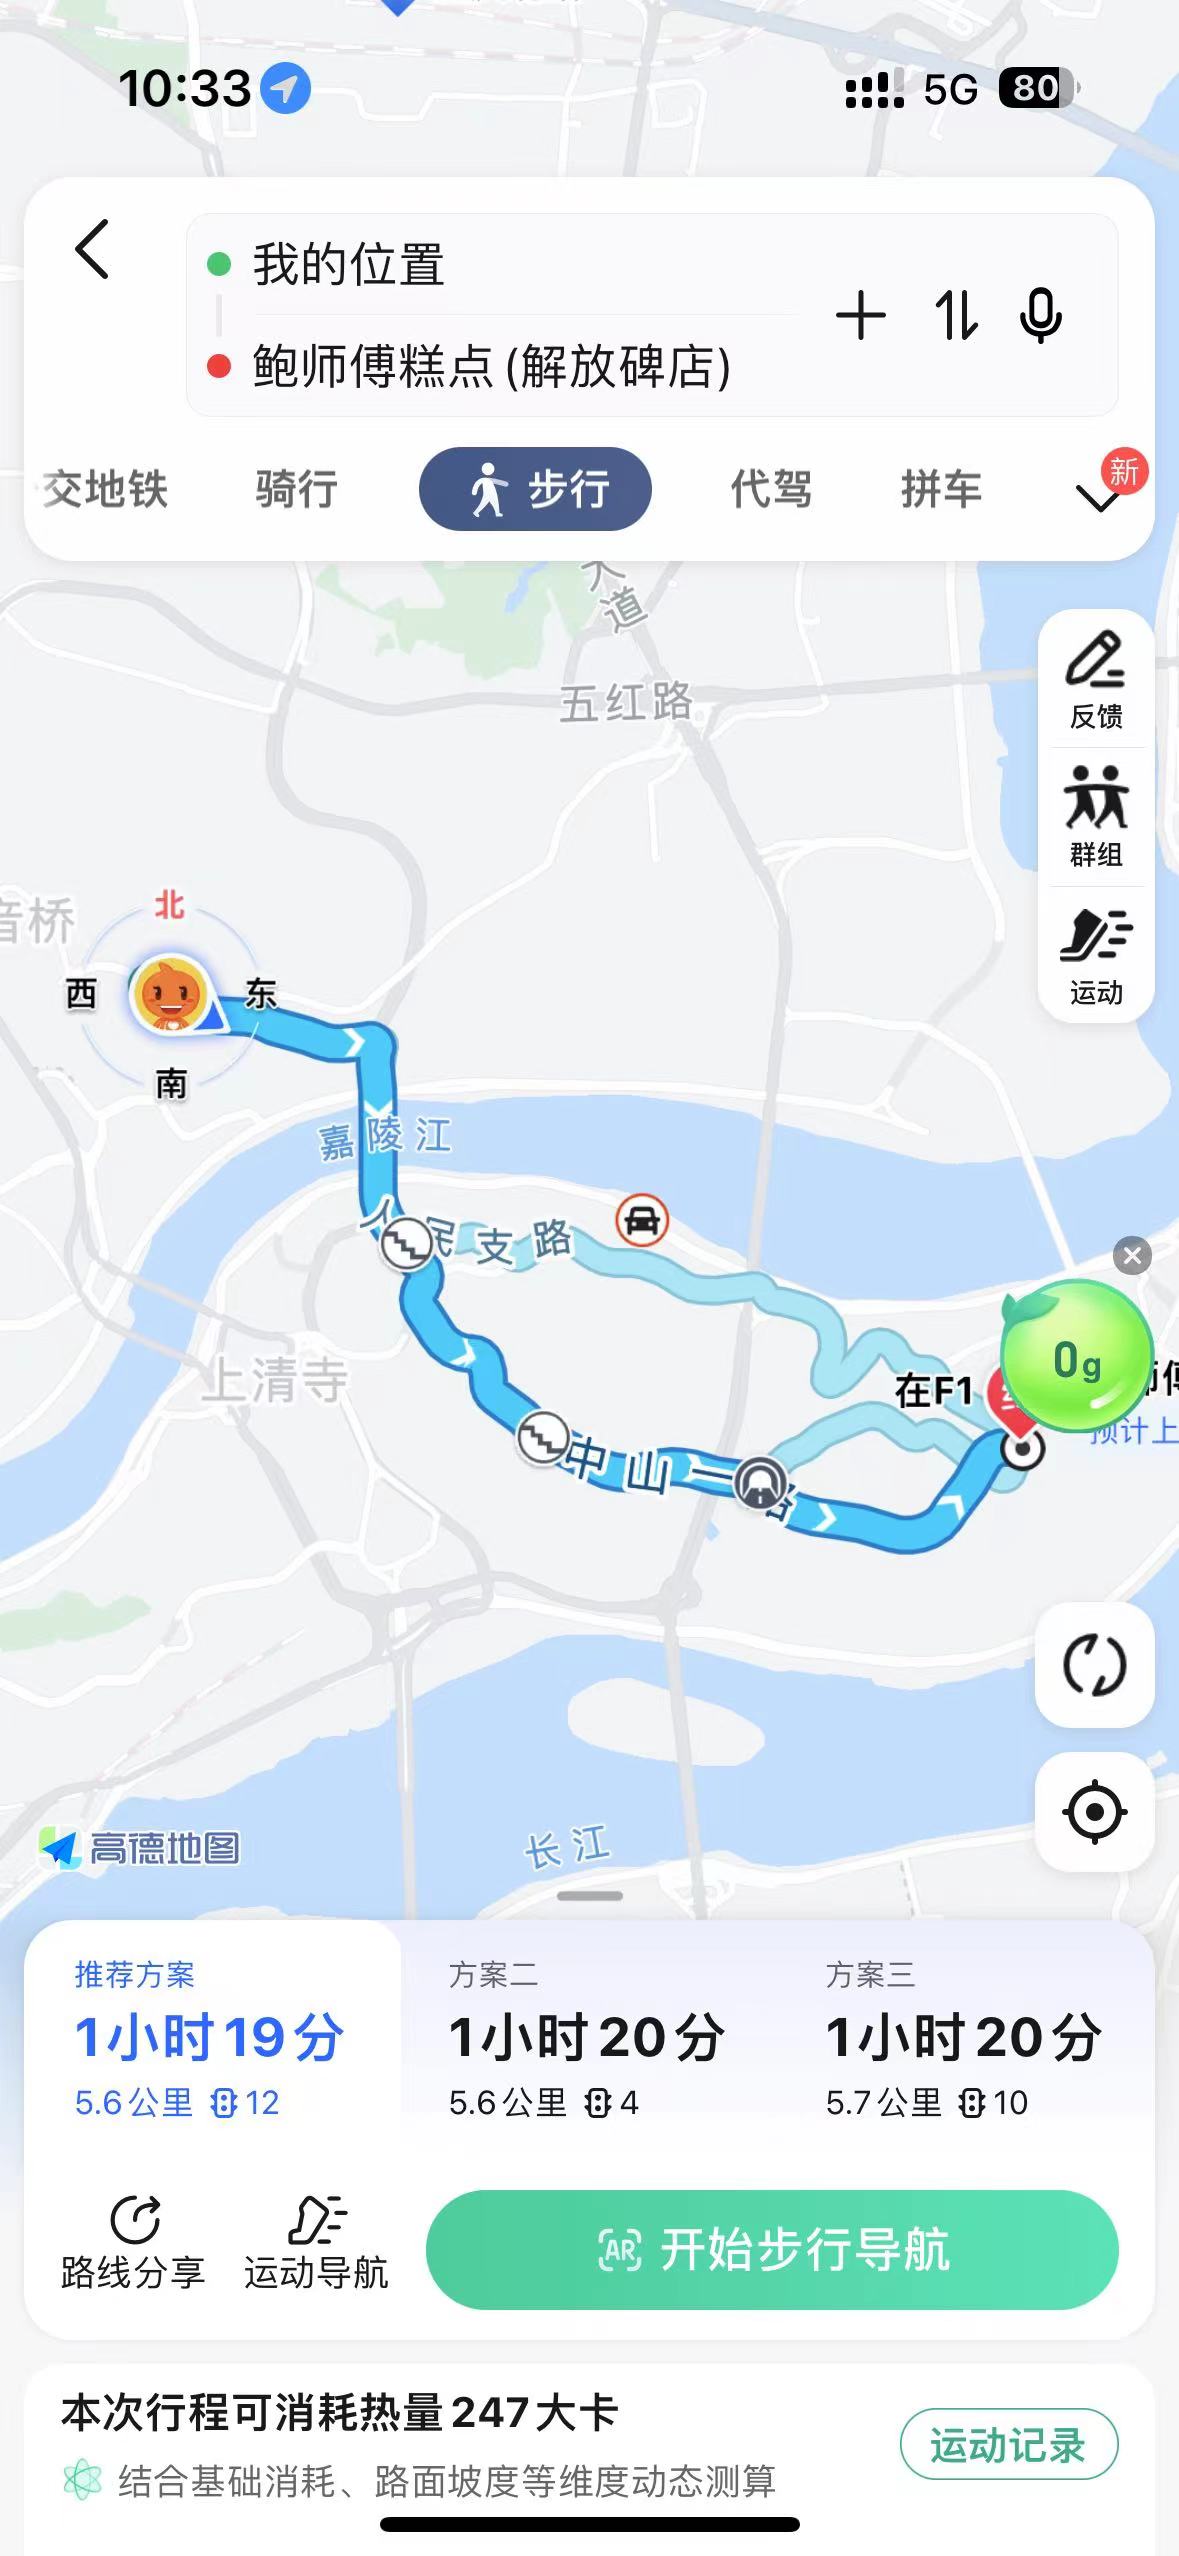 10:33
5G 80
我的位置
鲍师傅糕点(解放碑店)
交地铁 骑行 步行 代驾 拼车 新
道
五红路
反馈
群组
运动
音桥
北
西 东
南
嘉陵江
人民支路
上清寺
0g
在F1
预计上
中山一路
长江
高德地图
推荐方案 方案二 方案三
1小时19分 1小时20分 1小时20分
5.6公里 12 5.6公里 4 5.7公里 10
路线分享 运动导航 AR 开始步行导航
本次行程可消耗热量247大卡
运动记录
结合基础消耗、路面坡度等维度动态测算